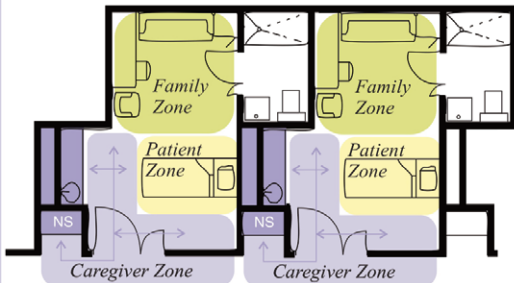 Family
Zone
Family
Zone
Patient
Zone
Patient
Zone
NS
NS
Caregiver Zone
Caregiver Zone